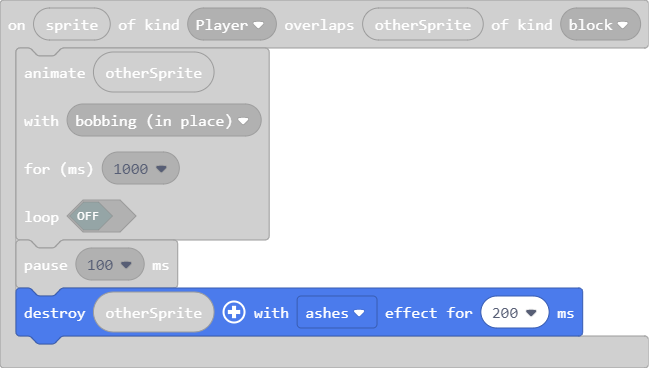 on sprite of kind Player overlaps otherSprite of kind block
animate otherSprite
with bobbing (in place)
for (ms) 1000
loop OFF
pause 100 ms
destroy otherSprite with ashes effect for 200 ms